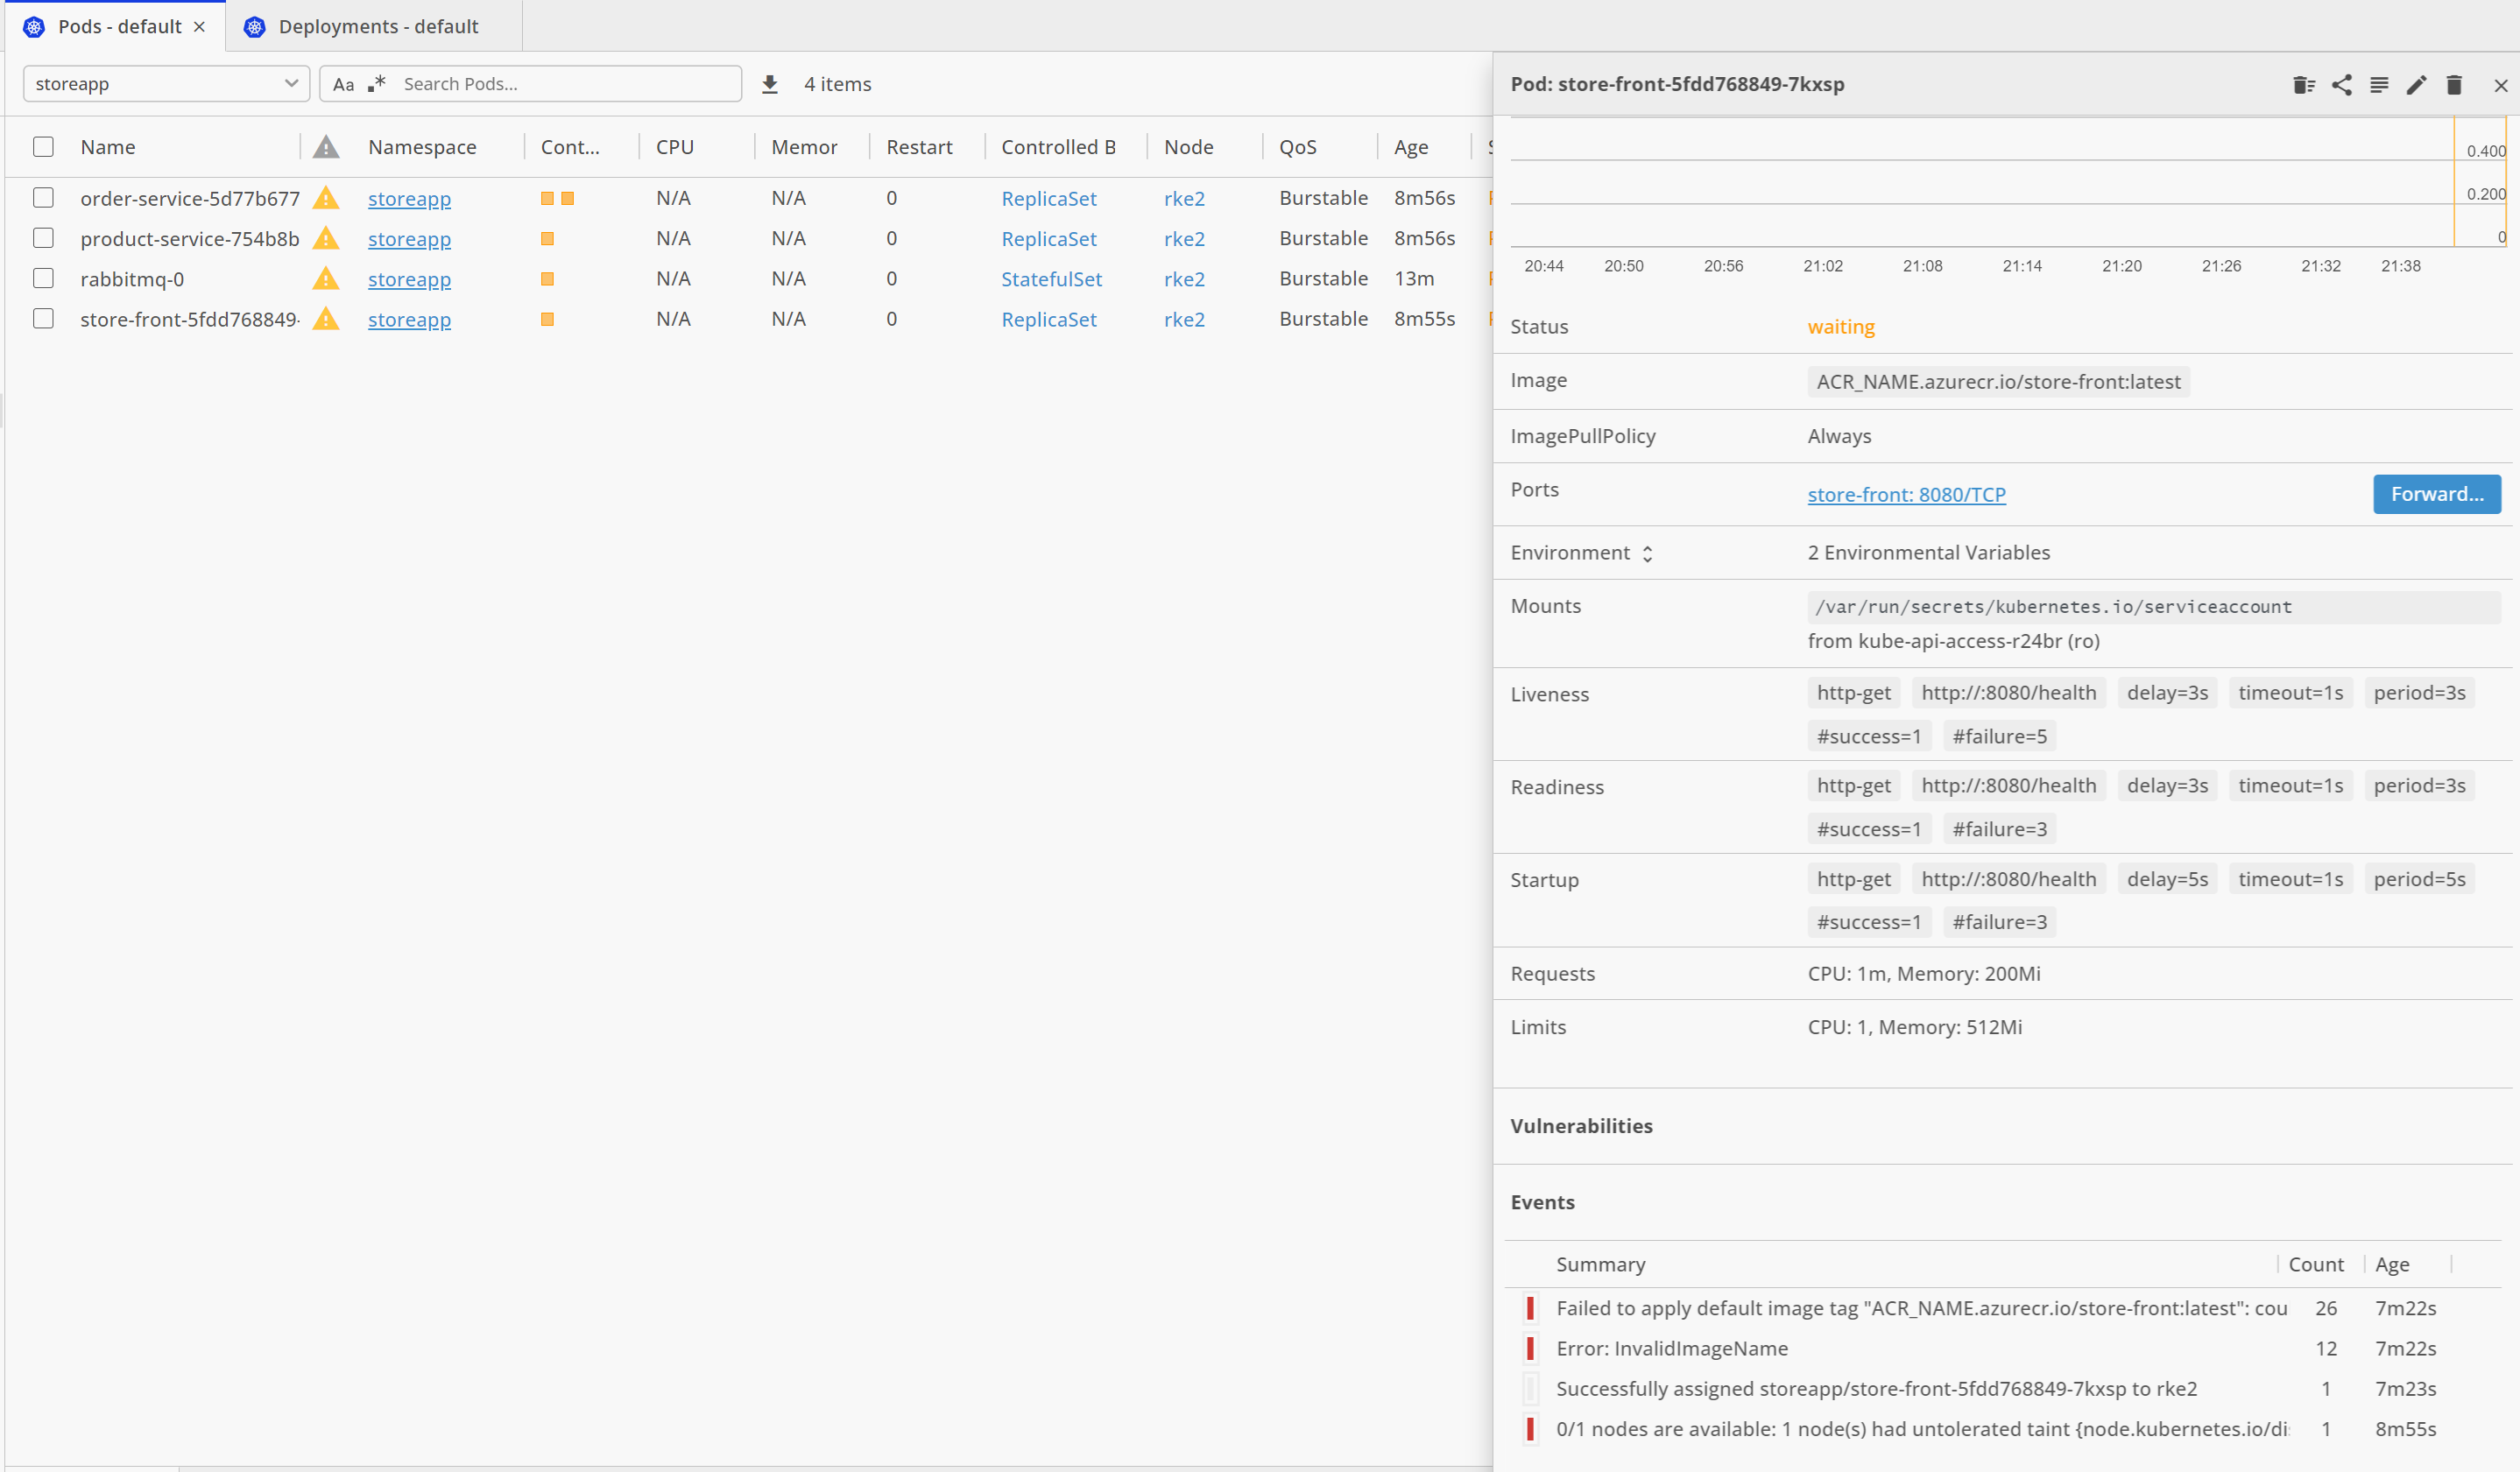 Pods - default
Deployments - default
storeapp
Aa .* Search Pods...
4 items
Name Namespace Cont... CPU Memor Restart Controlled B Node QoS Age
order-service-5d77b677 storeapp N/A N/A 0 ReplicaSet rke2 Burstable 8m56s
product-service-754b8b storeapp N/A N/A 0 ReplicaSet rke2 Burstable 8m56s
rabbitmq-0 storeapp N/A N/A 0 StatefulSet rke2 Burstable 13m
store-front-5fdd768849- storeapp N/A N/A 0 ReplicaSet rke2 Burstable 8m55s
Pod: store-front-5fdd768849-7kxsp
0.400
0.200
0
20:44 20:50 20:56 21:02 21:08 21:14 21:20 21:26 21:32 21:38
Status waiting
Image ACR_NAME.azurecr.io/store-front:latest
ImagePullPolicy Always
Ports store-front: 8080/TCP Forward...
Environment 2 Environmental Variables
Mounts /var/run/secrets/kubernetes.io/serviceaccount
from kube-api-access-r24br (ro)
Liveness http-get http://:8080/health delay=3s timeout=1s period=3s
#success=1 #failure=5
Readiness http-get http://:8080/health delay=3s timeout=1s period=3s
#success=1 #failure=3
Startup http-get http://:8080/health delay=5s timeout=1s period=5s
#success=1 #failure=3
Requests CPU: 1m, Memory: 200Mi
Limits CPU: 1, Memory: 512Mi
Vulnerabilities
Events
Summary Count Age
Failed to apply default image tag "ACR_NAME.azurecr.io/store-front:latest": cou 26 7m22s
Error: InvalidImageName 12 7m22s
Successfully assigned storeapp/store-front-5fdd768849-7kxsp to rke2 1 7m23s
0/1 nodes are available: 1 node(s) had untolerated taint {node.kubernetes.io/di 1 8m55s